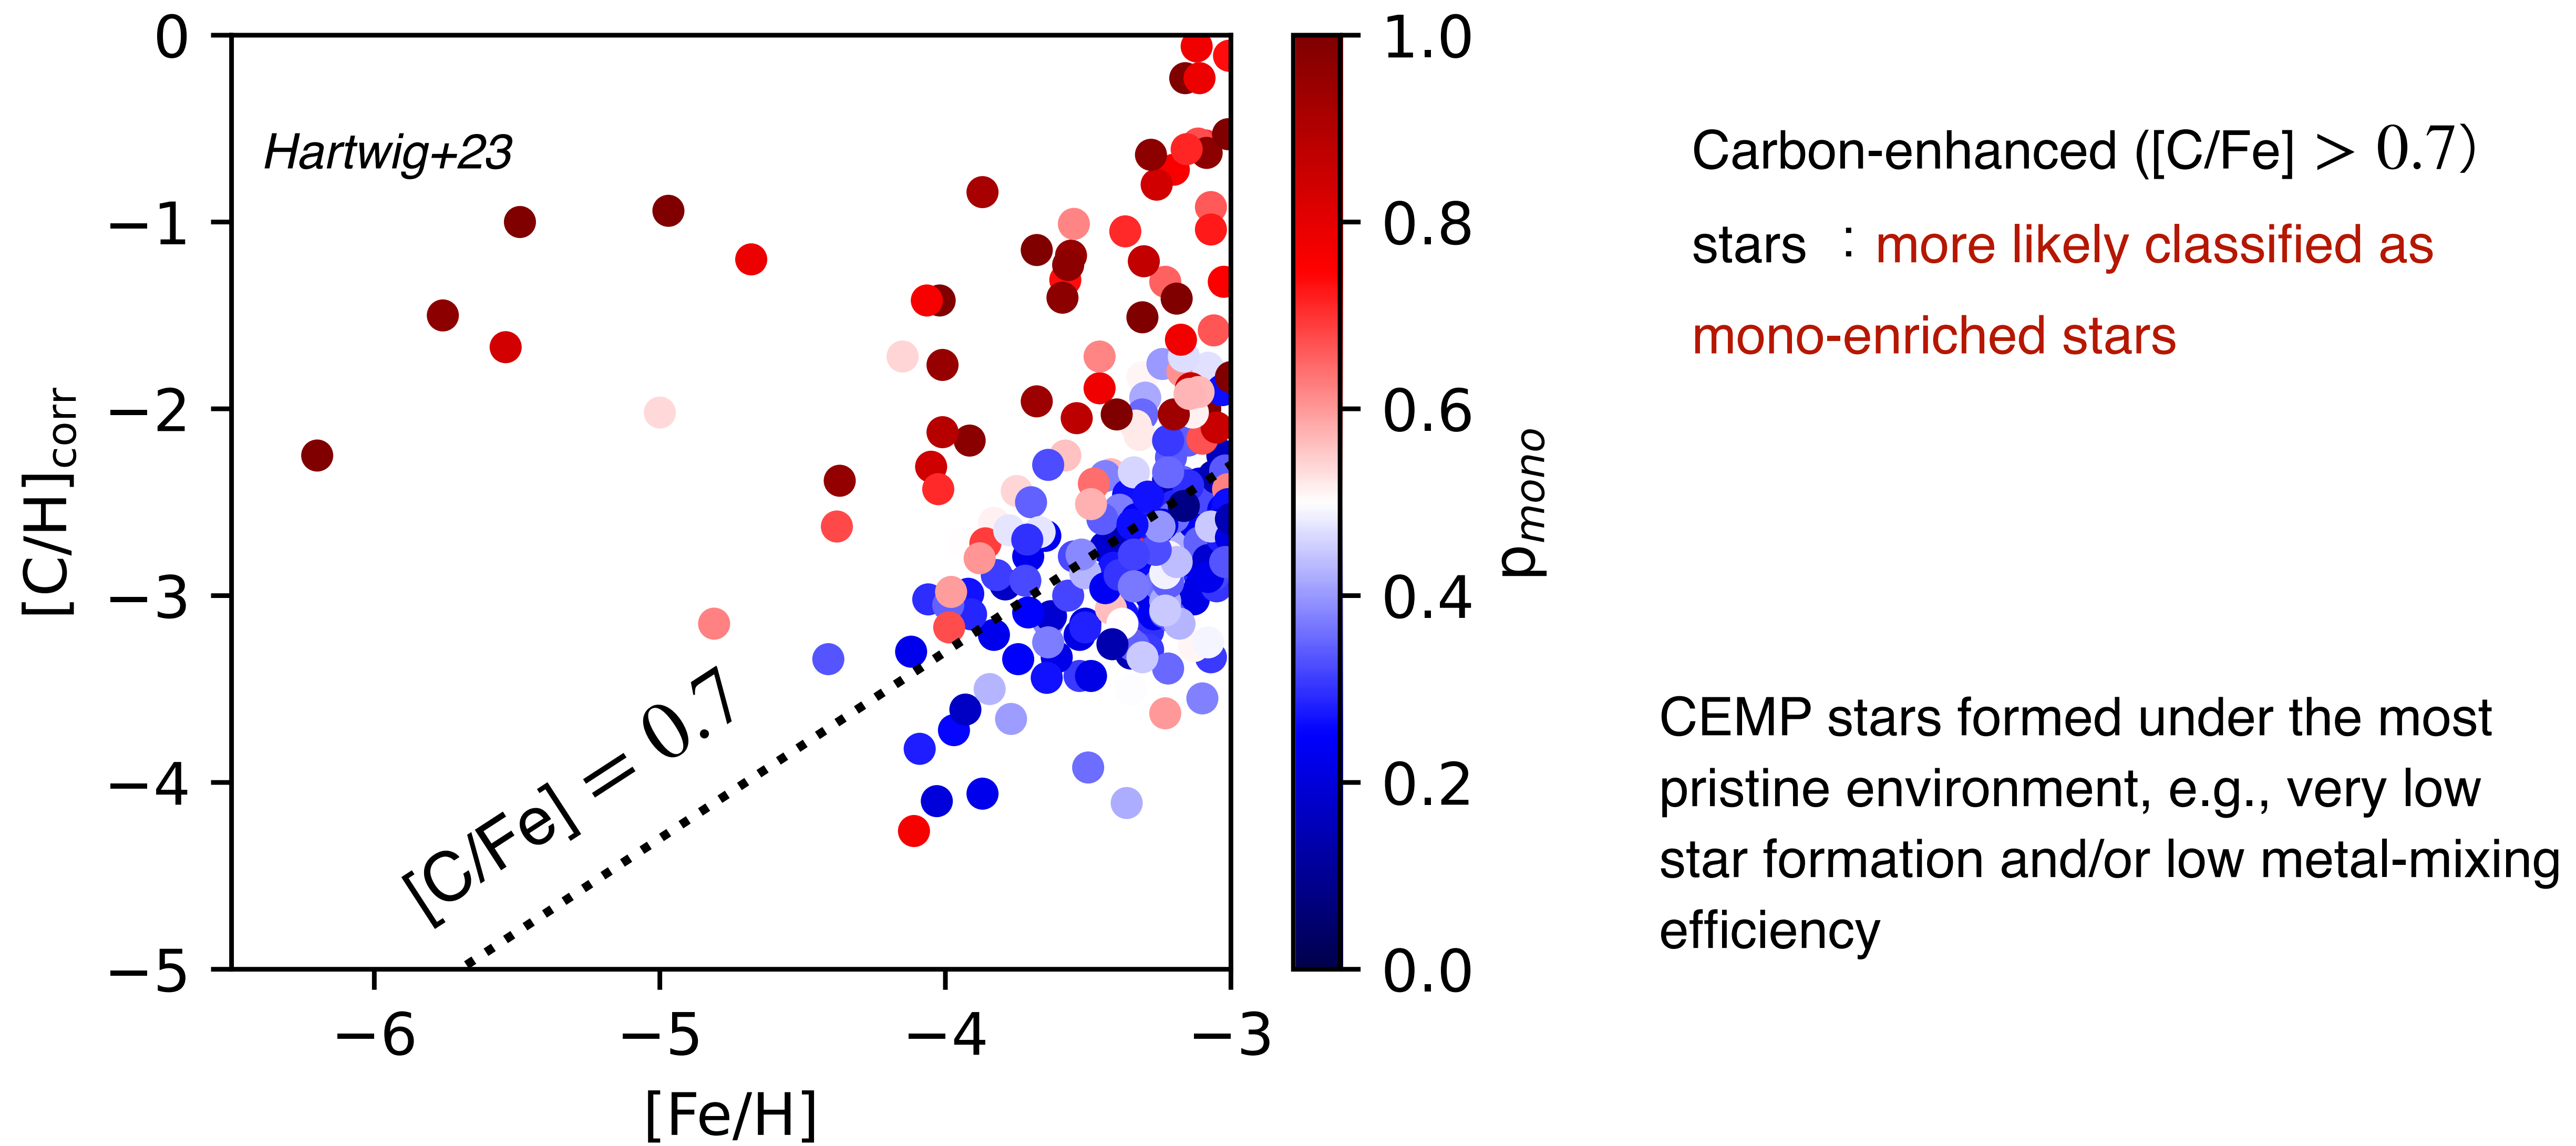 0
−1
−2
−3
−4
−5
[C/H]corr
Hartwig+23
[C/Fe] = 0.7
−6
−5
−4
−3
[Fe/H]
1.0
0.8
0.6
0.4
0.2
0.0
pmono
Carbon-enhanced ([C/Fe] > 0.7)
stars : more likely classified as
mono-enriched stars
CEMP stars formed under the most
pristine environment, e.g., very low
star formation and/or low metal-mixing
efficiency